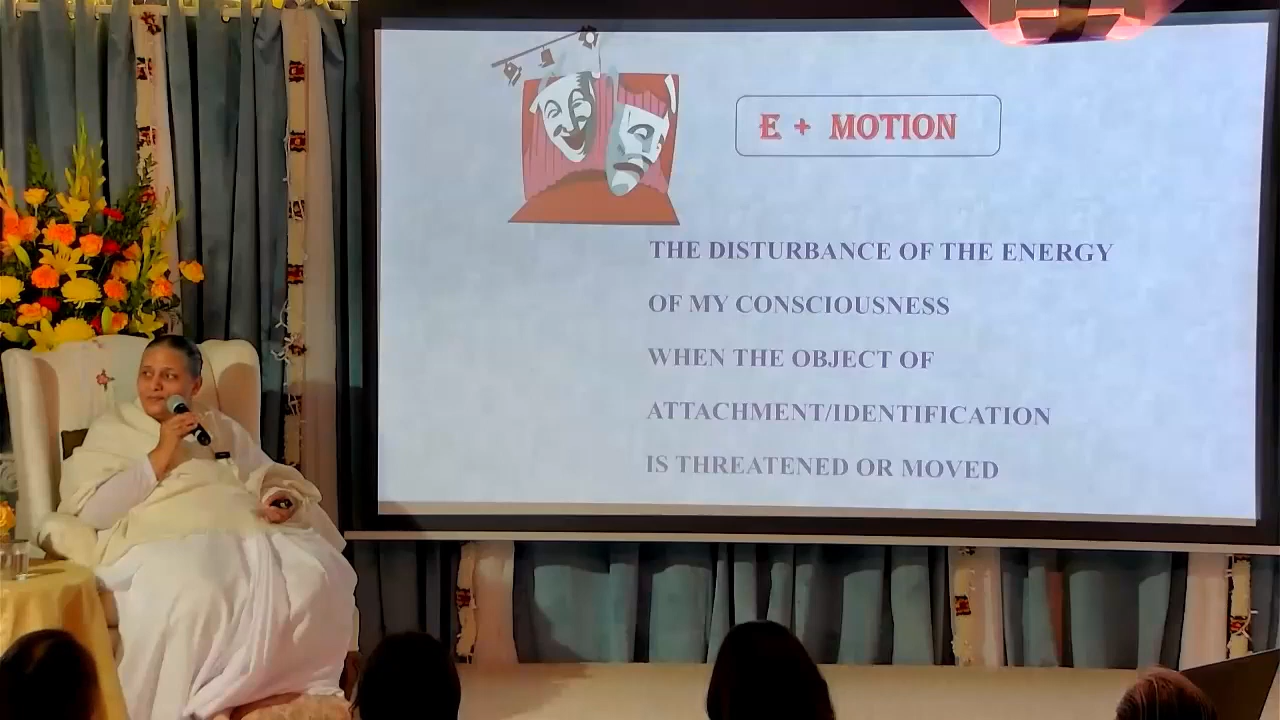 E + MOTION
THE DISTURBANCE OF THE ENERGY
OF MY CONSCIOUSNESS
WHEN THE OBJECT OF
ATTACHMENT/IDENTIFICATION
IS THREATENED OR MOVED